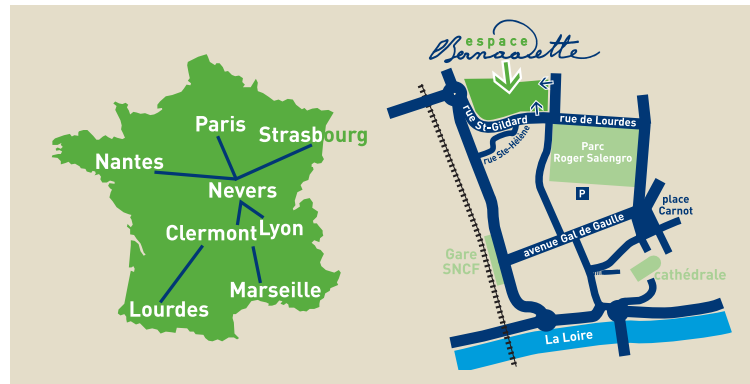 Paris
Strasbourg
Nantes
Nevers
Clermont
Lyon
Marseille
Lourdes
espace
Bernadette
rue St-Gildard
rue de Lourdes
rue Ste-Hélène
Parc
Roger Salengro
P
place
Carnot
avenue Gal de Gaulle
Gare
SNCF
cathédrale
La Loire